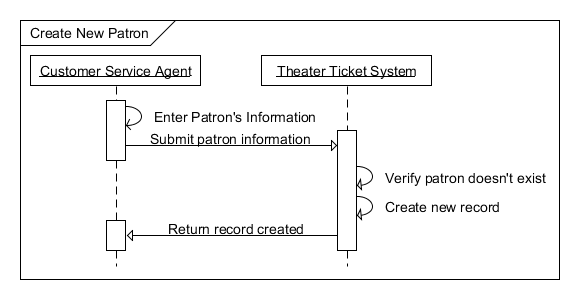 Create New Patron
Customer Service Agent
Theater Ticket System
Enter Patron's Information
Submit patron information
Verify patron doesn't exist
Create new record
Return record created